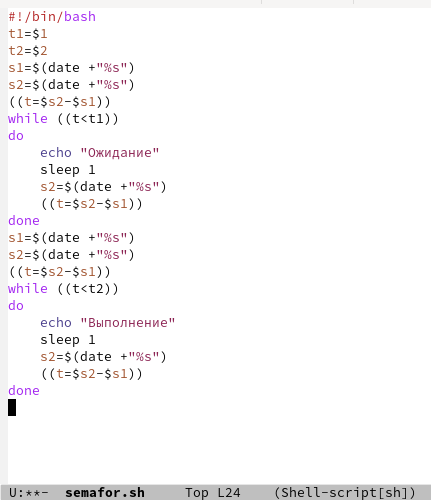 #!/bin/bash
t1=$1
t2=$2
s1=$(date +"%s")
s2=$(date +"%s")
((t=$s2-$s1))
while ((t<t1))
do
    echo "Ожидание"
    sleep 1
    s2=$(date +"%s")
    ((t=$s2-$s1))
done
s1=$(date +"%s")
s2=$(date +"%s")
((t=$s2-$s1))
while ((t<t2))
do
    echo "Выполнение"
    sleep 1
    s2=$(date +"%s")
    ((t=$s2-$s1))
done
U:**-  semafor.sh     Top L24    (Shell-script[sh])